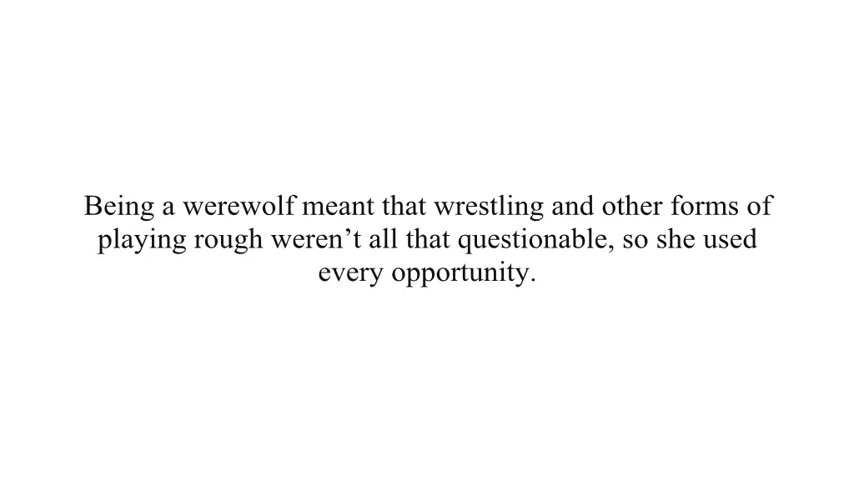 Being a werewolf meant that wrestling and other forms of
playing rough weren’t all that questionable, so she used
every opportunity.